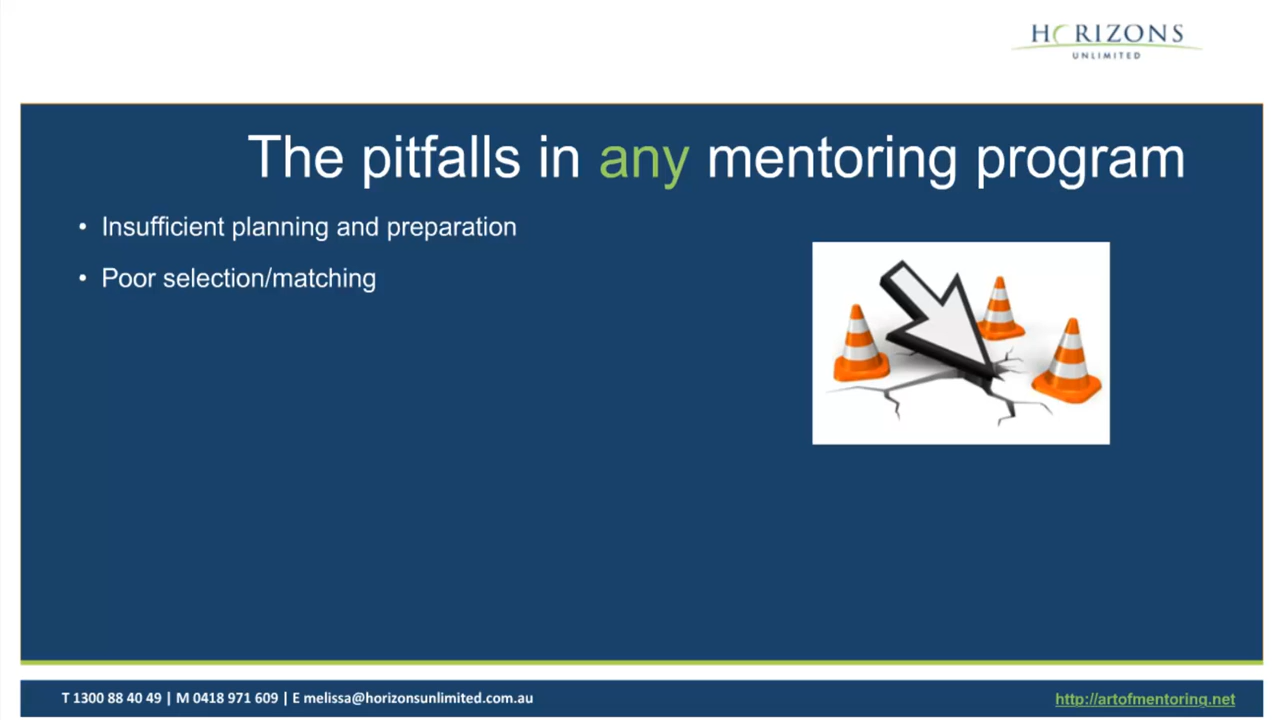 HORIZONS
UNLIMITED
The pitfalls in any mentoring program
• Insufficient planning and preparation
• Poor selection/matching
T 1300 88 40 49 | M 0418 971 609 | E melissa@horizonsunlimited.com.au
http://artofmentoring.net